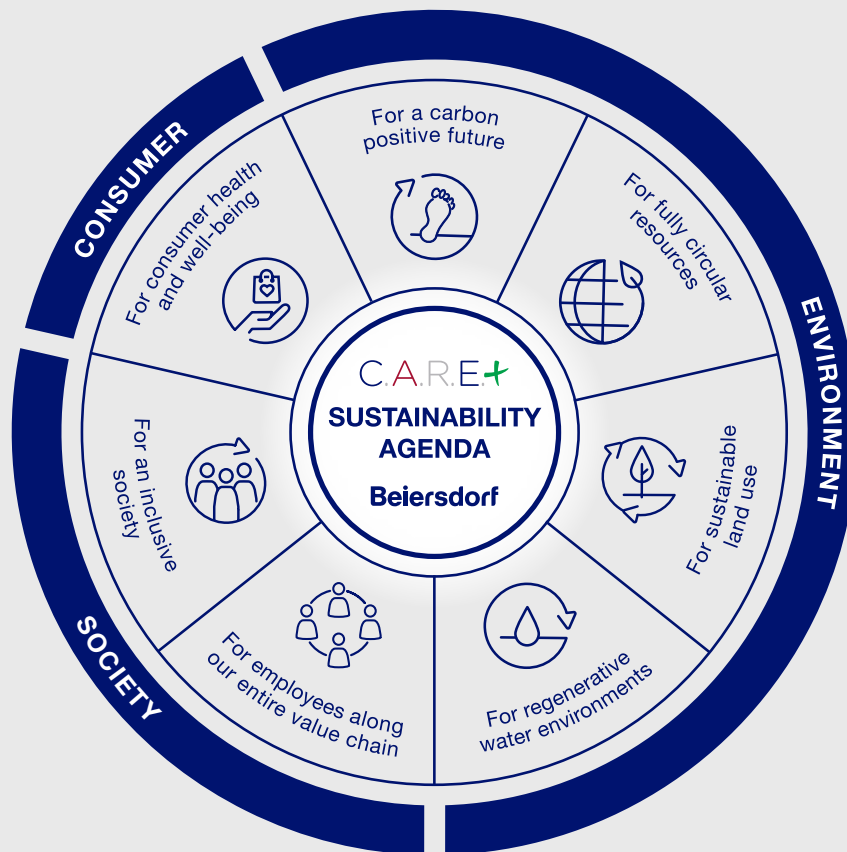 CONSUMER
ENVIRONMENT
SOCIETY
For a carbon
positive future
For fully circular
resources
For sustainable
land use
For regenerative
water environments
For employees along
our entire value chain
For an inclusive
society
For consumer health
and well-being
C.A.R.E.+
SUSTAINABILITY
AGENDA
Beiersdorf